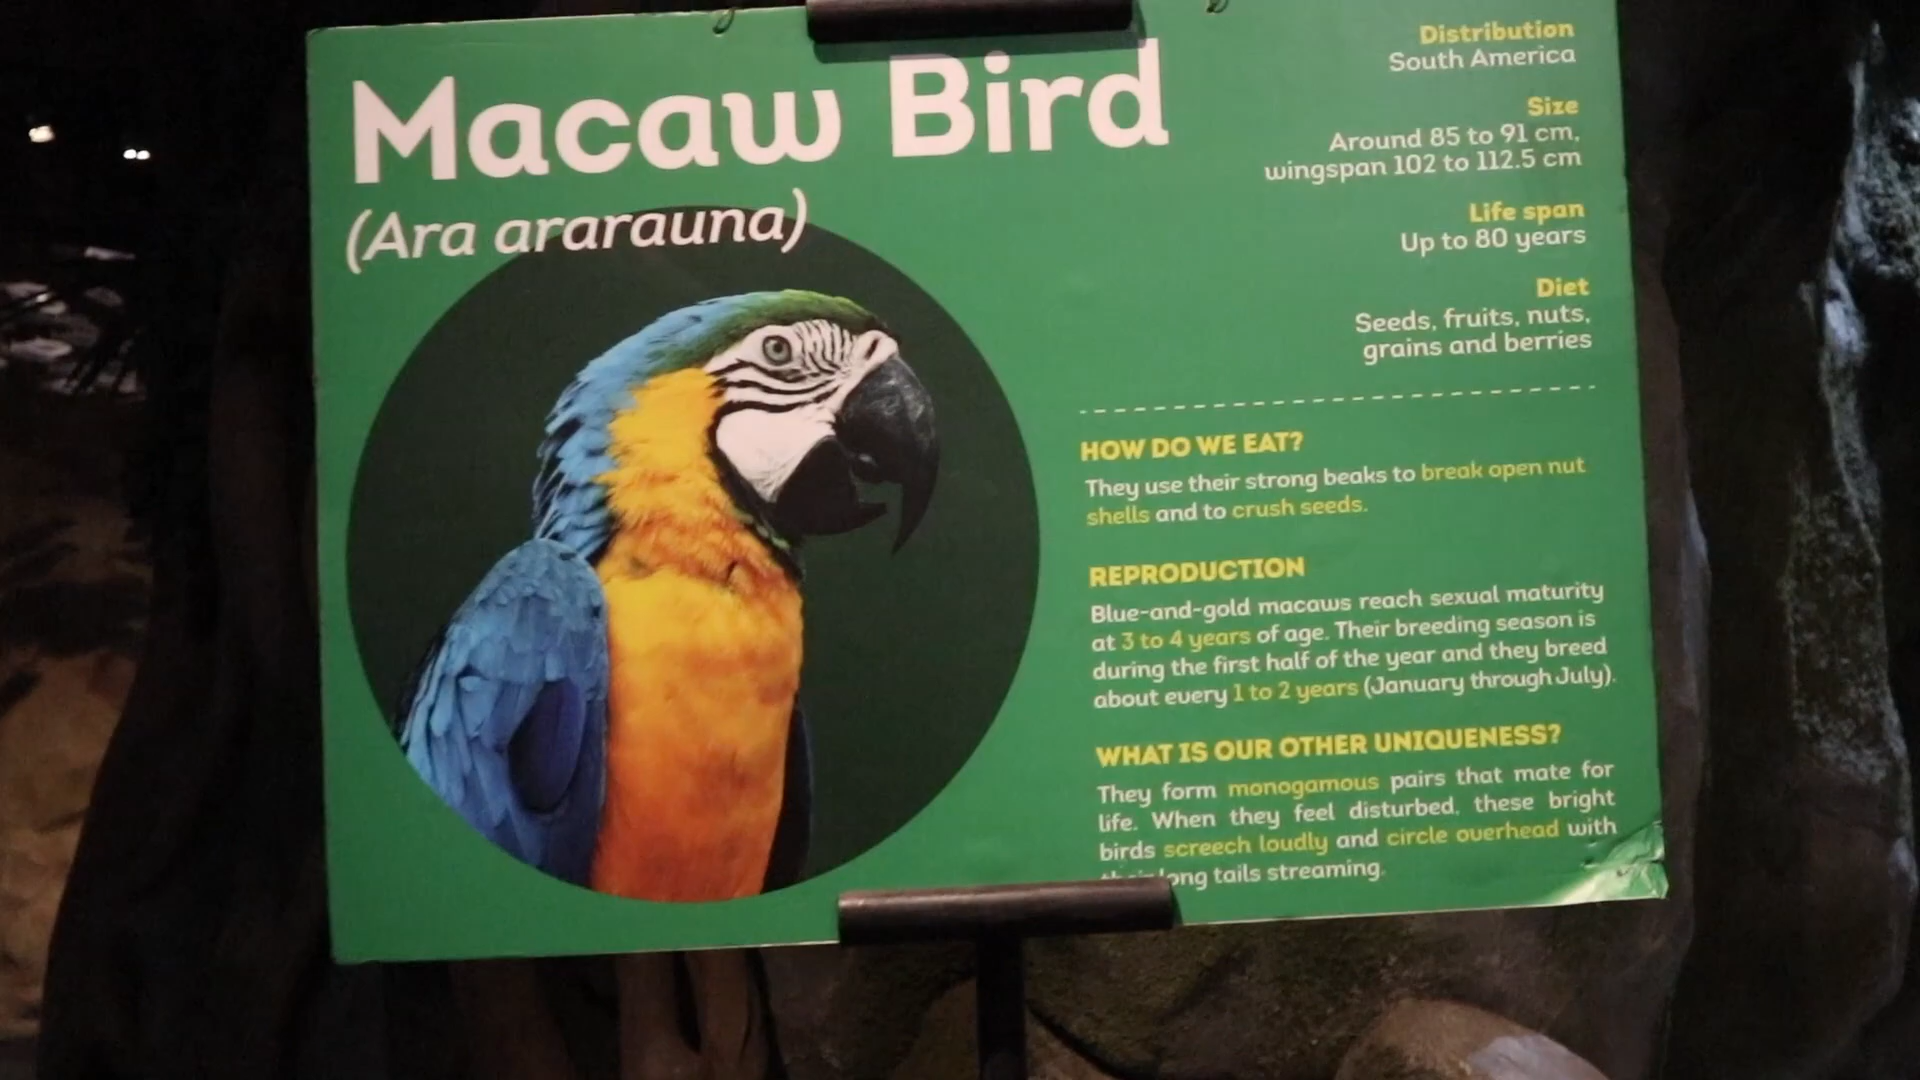 Macaw Bird
(Ara ararauna)
Distribution
South America
Size
Around 85 to 91 cm,
wingspan 102 to 112.5 cm
Life span
Up to 80 years
Diet
Seeds, fruits, nuts,
grains and berries
HOW DO WE EAT?
They use their strong beaks to break open nut
shells and to crush seeds.
REPRODUCTION
Blue-and-gold macaws reach sexual maturity
at 3 to 4 years of age. Their breeding season is
during the first half of the year and they breed
about every 1 to 2 years (January through July).
WHAT IS OUR OTHER UNIQUENESS?
They form monogamous pairs that mate for
life. When they feel disturbed, these bright
birds screech loudly and circle overhead with
their long tails streaming.